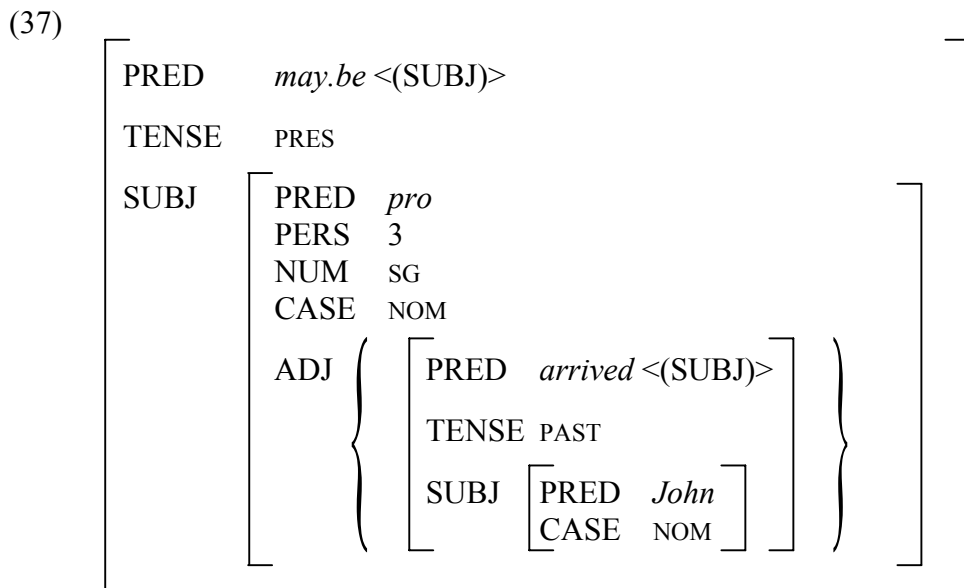 (37)
PRED may.be <(SUBJ)>
TENSE PRES
SUBJ PRED pro
PERS 3
NUM SG
CASE NOM
ADJ PRED arrived <(SUBJ)>
TENSE PAST
SUBJ PRED John
CASE NOM